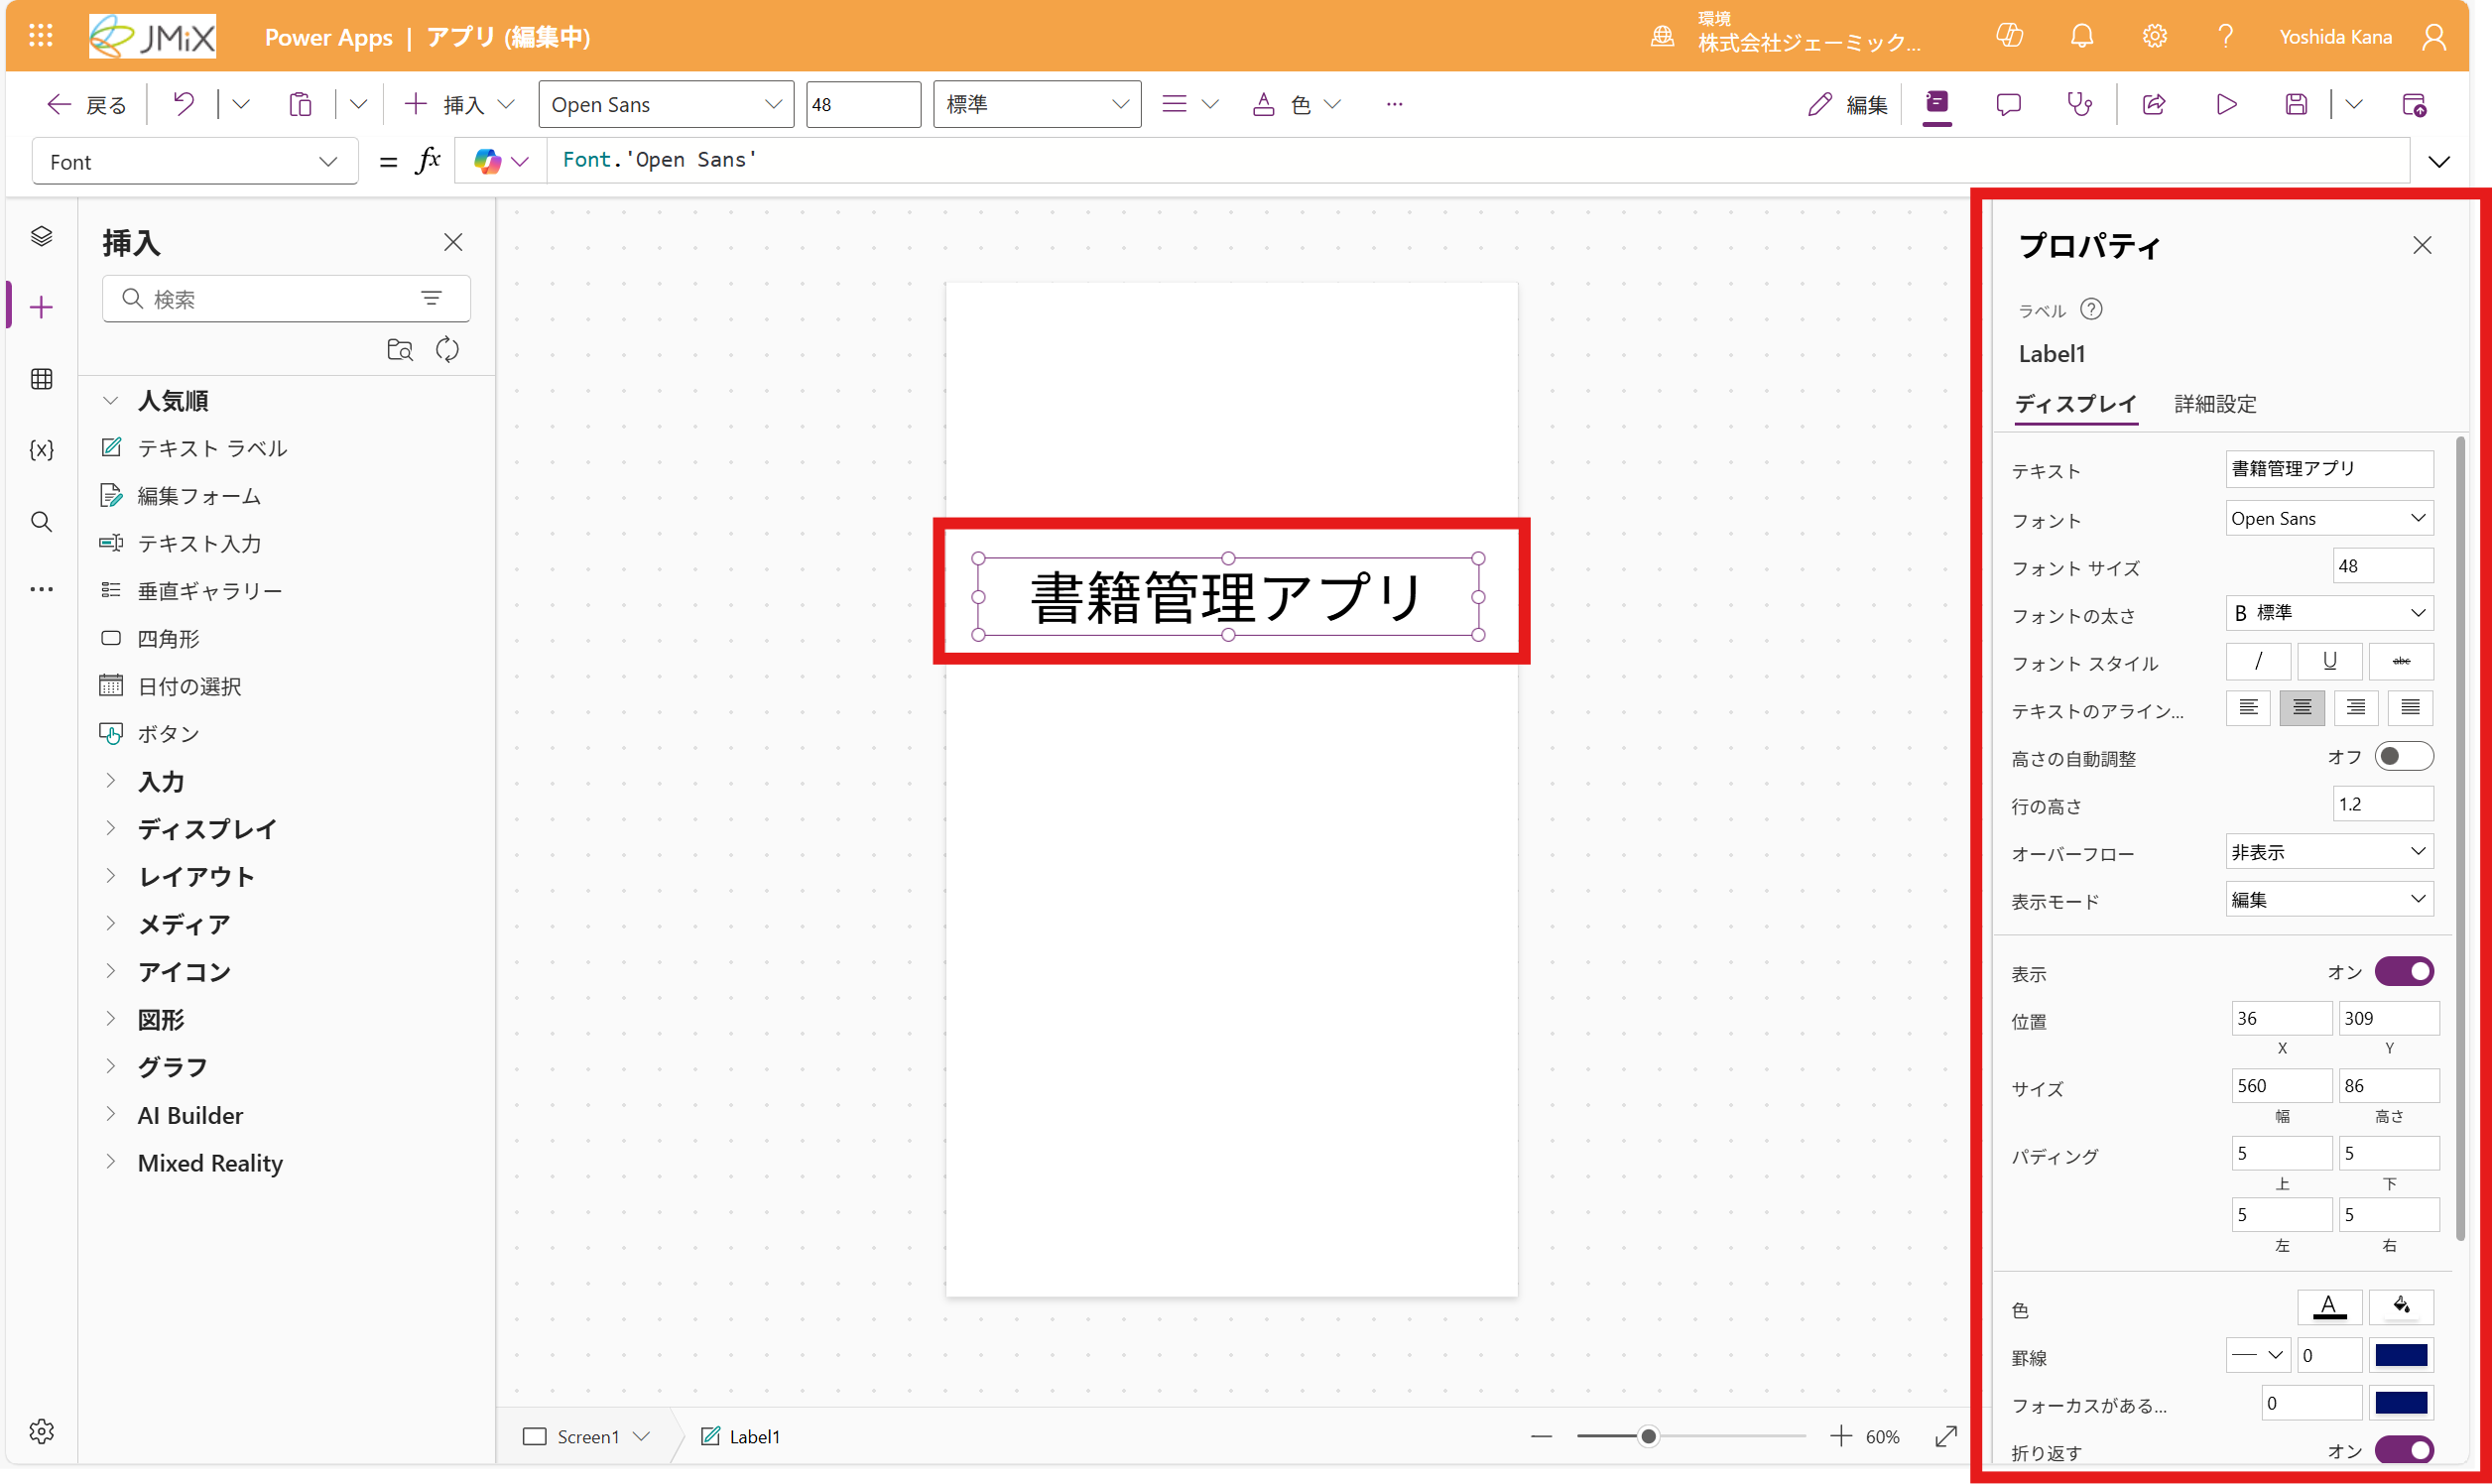 JMiX Power Apps | アプリ (編集中)
環境
株式会社ジェーミック...
Yoshida Kana
戻る 挿入 Open Sans 48 標準 色 ... 編集
Font = fx Font.'Open Sans'
挿入
検索
人気順
テキスト ラベル
編集フォーム
テキスト入力
垂直ギャラリー
四角形
日付の選択
ボタン
入力
ディスプレイ
レイアウト
メディア
アイコン
図形
グラフ
AI Builder
Mixed Reality
書籍管理アプリ
Screen1 Label1 60%
プロパティ
ラベル ?
Label1
ディスプレイ 詳細設定
テキスト 書籍管理アプリ
フォント Open Sans
フォント サイズ 48
フォントの太さ B 標準
フォント スタイル / U abc
テキストのアライン...
高さの自動調整 オフ
行の高さ 1.2
オーバーフロー 非表示
表示モード 編集
表示 オン
位置 36 309
X Y
サイズ 560 86
幅 高さ
パディング 5 5
上 下
5 5
左 右
色 A
罫線 0
フォーカスがある... 0
折り返す オン